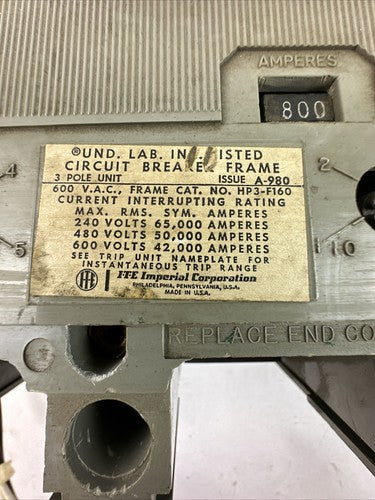 AMPERES
800
®UND. LAB. IN LISTED
CIRCUIT BREAKER FRAME
3 POLE UNIT ISSUE A-980
600 V.A.C., FRAME CAT. NO. HP3-F160
CURRENT INTERRUPTING RATING
MAX. RMS. SYM. AMPERES
240 VOLTS 65,000 AMPERES
480 VOLTS 50,000 AMPERES
600 VOLTS 42,000 AMPERES
SEE TRIP UNIT NAMEPLATE FOR
INSTANTANEOUS TRIP RANGE
ITE
I-T-E Imperial Corporation
PHILADELPHIA, PENNSYLVANIA, U.S.A.
MADE IN U.S.A.
4
5
2
10
REPLACE END CO